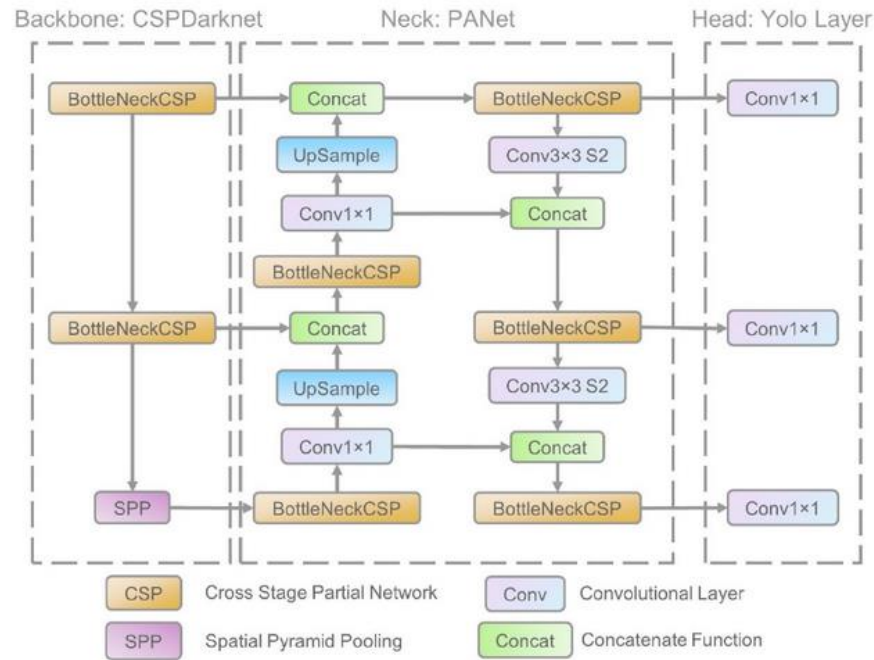 Backbone: CSPDarknet
Neck: PANet
Head: Yolo Layer
BottleNeckCSP
Concat
BottleNeckCSP
Conv1×1
UpSample
Conv3×3 S2
Conv1×1
Concat
BottleNeckCSP
BottleNeckCSP
Concat
BottleNeckCSP
Conv1×1
UpSample
Conv3×3 S2
Conv1×1
Concat
SPP
BottleNeckCSP
BottleNeckCSP
Conv1×1
CSP
Cross Stage Partial Network
Conv
Convolutional Layer
SPP
Spatial Pyramid Pooling
Concat
Concatenate Function